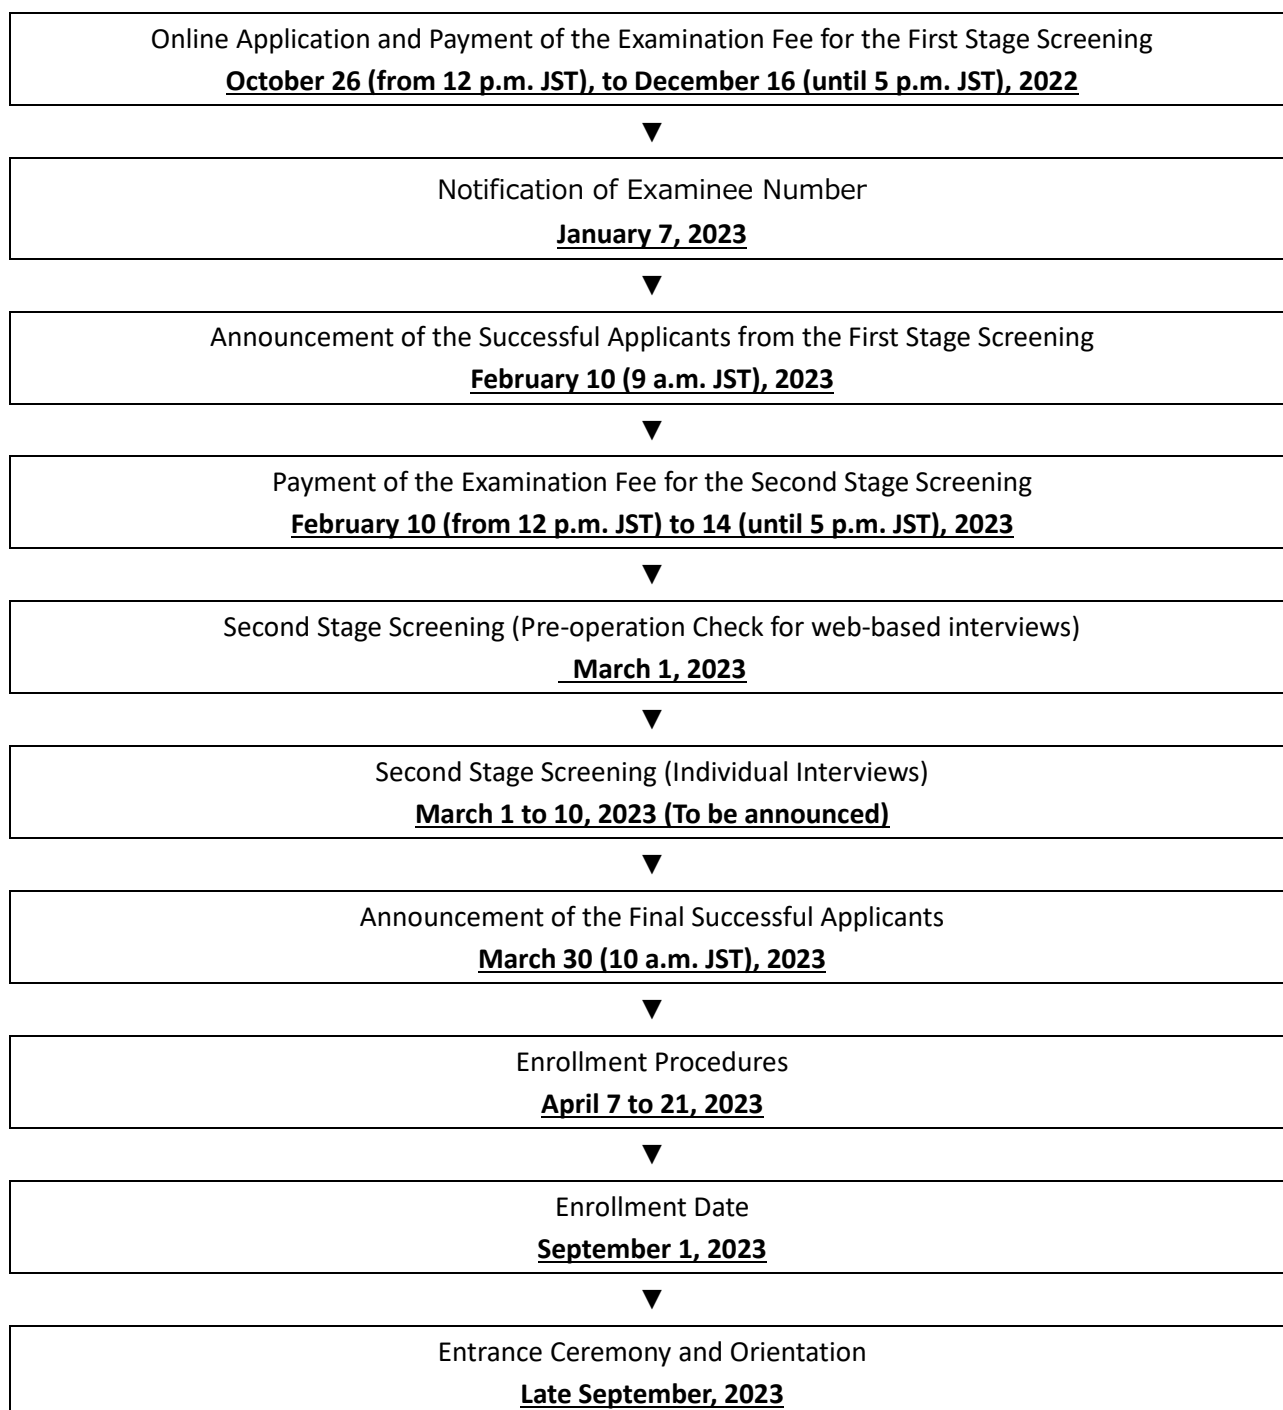 Online Application and Payment of the Examination Fee for the First Stage Screening
October 26 (from 12 p.m. JST), to December 16 (until 5 p.m. JST), 2022
▼
Notification of Examinee Number
January 7, 2023
▼
Announcement of the Successful Applicants from the First Stage Screening
February 10 (9 a.m. JST), 2023
▼
Payment of the Examination Fee for the Second Stage Screening
February 10 (from 12 p.m. JST) to 14 (until 5 p.m. JST), 2023
▼
Second Stage Screening (Pre-operation Check for web-based interviews)
March 1, 2023
▼
Second Stage Screening (Individual Interviews)
March 1 to 10, 2023 (To be announced)
▼
Announcement of the Final Successful Applicants
March 30 (10 a.m. JST), 2023
▼
Enrollment Procedures
April 7 to 21, 2023
▼
Enrollment Date
September 1, 2023
▼
Entrance Ceremony and Orientation
Late September, 2023